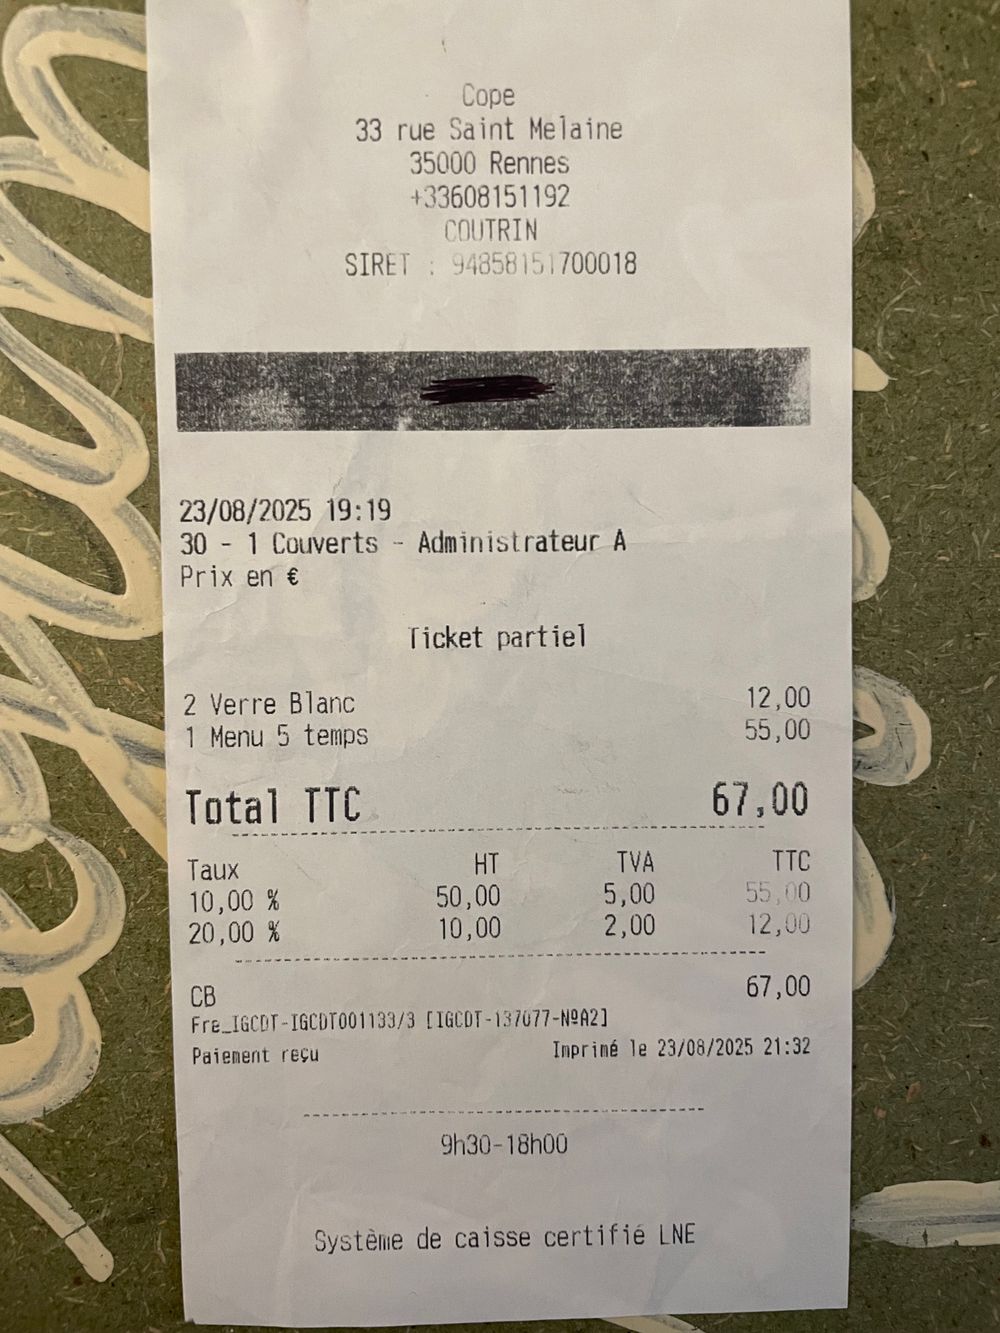 Cope
33 rue Saint Melaine
35000 Rennes
+33608151192
COUTRIN
SIRET : 94858151700018
23/08/2025 19:19
30 - 1 Couverts - Administrateur A
Prix en €
Ticket partiel
2 Verre Blanc 12,00
1 Menu 5 temps 55,00
Total TTC 67,00
Taux HT TVA TTC
10,00 % 50,00 5,00 55,00
20,00 % 10,00 2,00 12,00
CB 67,00
Fre_IGCDT-IGCDT001133/3 [IGCDT-137077-NºA2]
Paiement reçu Imprimé le 23/08/2025 21:32
9h30-18h00
Système de caisse certifié LNE